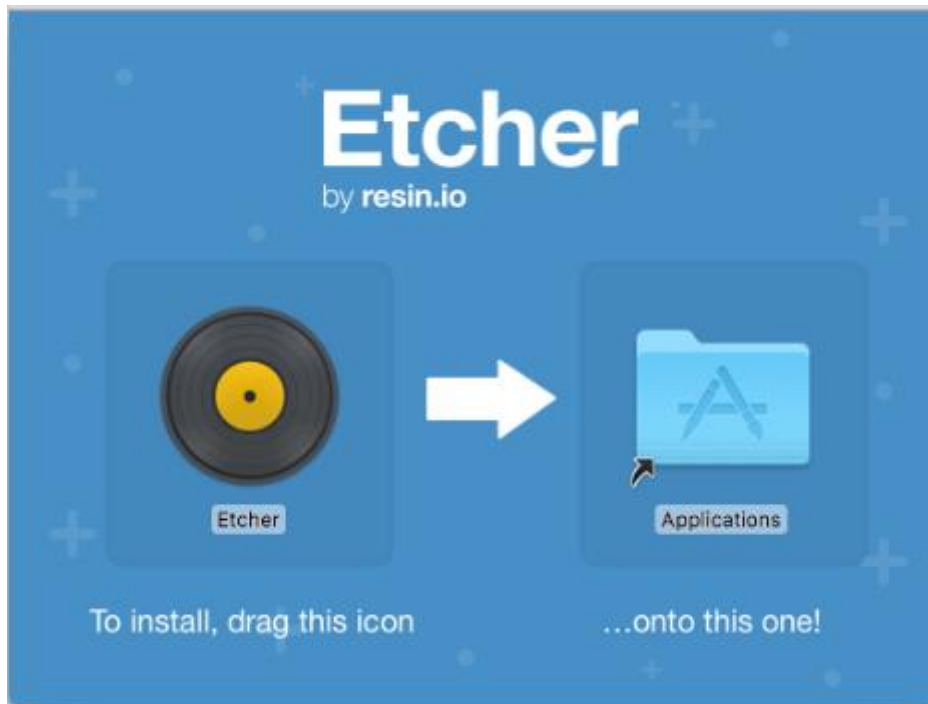 Etcher
by resin.io
Etcher
Applications
To install, drag this icon
...onto this one!